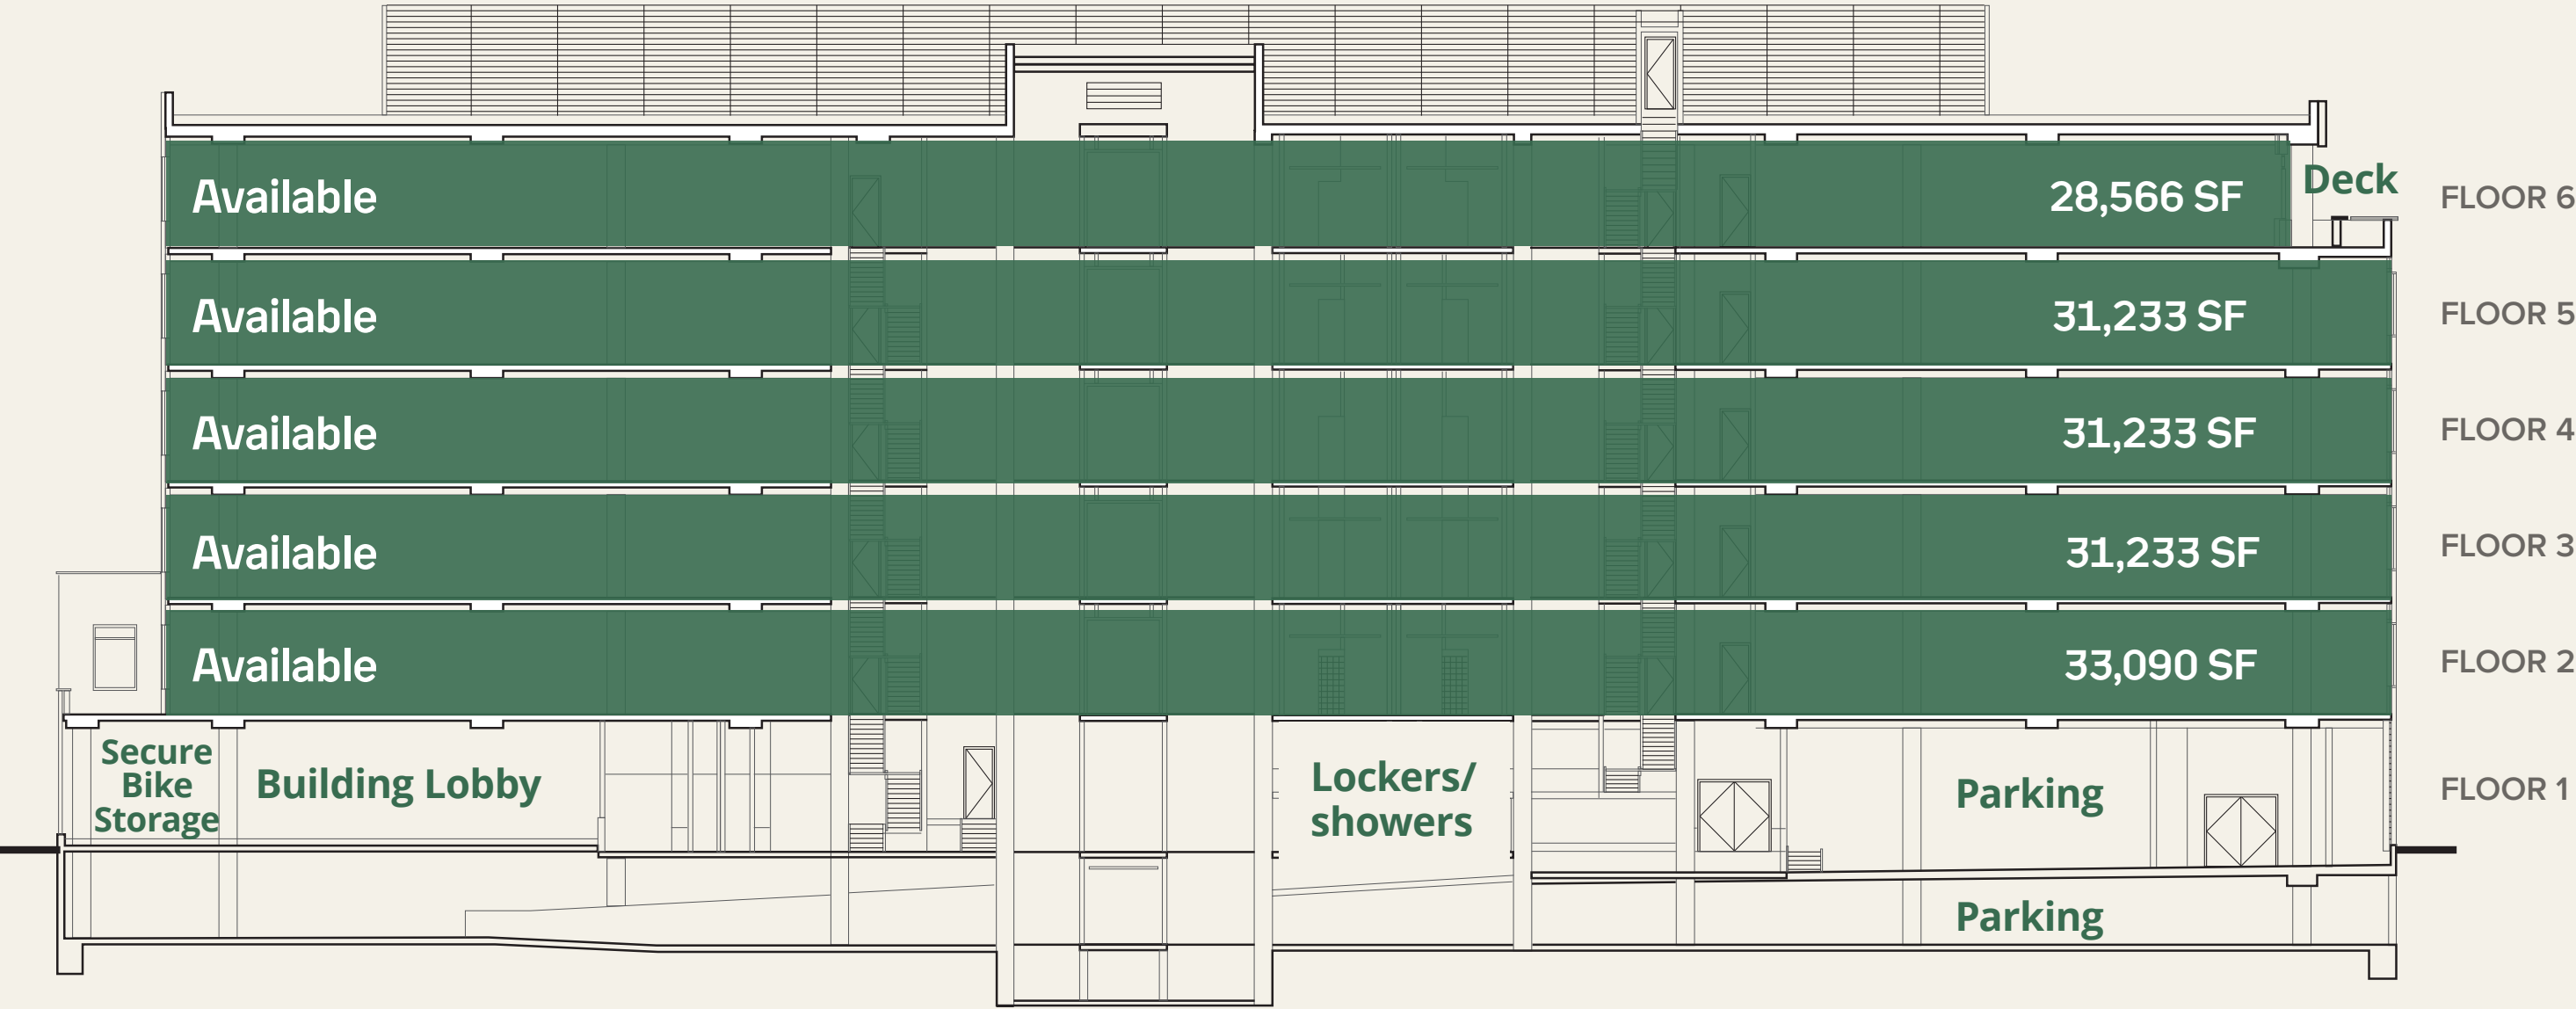 Available 28,566 SF Deck FLOOR 6
Available 31,233 SF FLOOR 5
Available 31,233 SF FLOOR 4
Available 31,233 SF FLOOR 3
Available 33,090 SF FLOOR 2
Secure
Bike
Storage
Building Lobby
Lockers/
showers
Parking
FLOOR 1
Parking